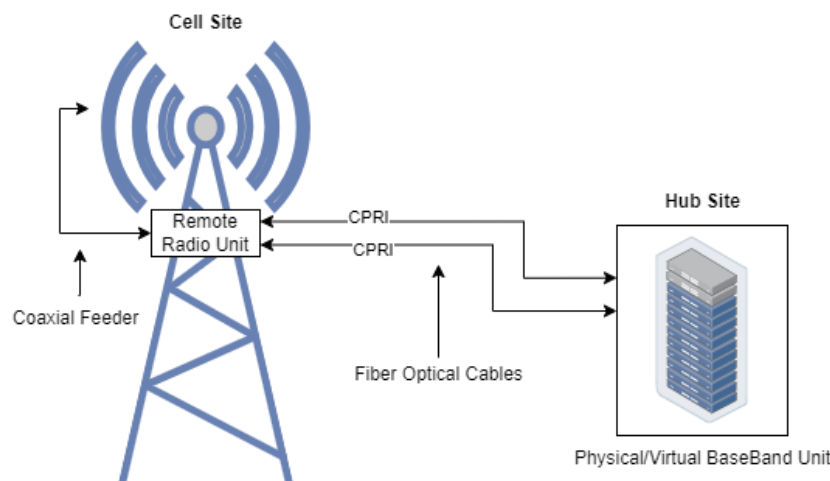 Cell Site
CPRI
Remote
Radio Unit
CPRI
Hub Site
Coaxial Feeder
Fiber Optical Cables
Physical/Virtual BaseBand Unit